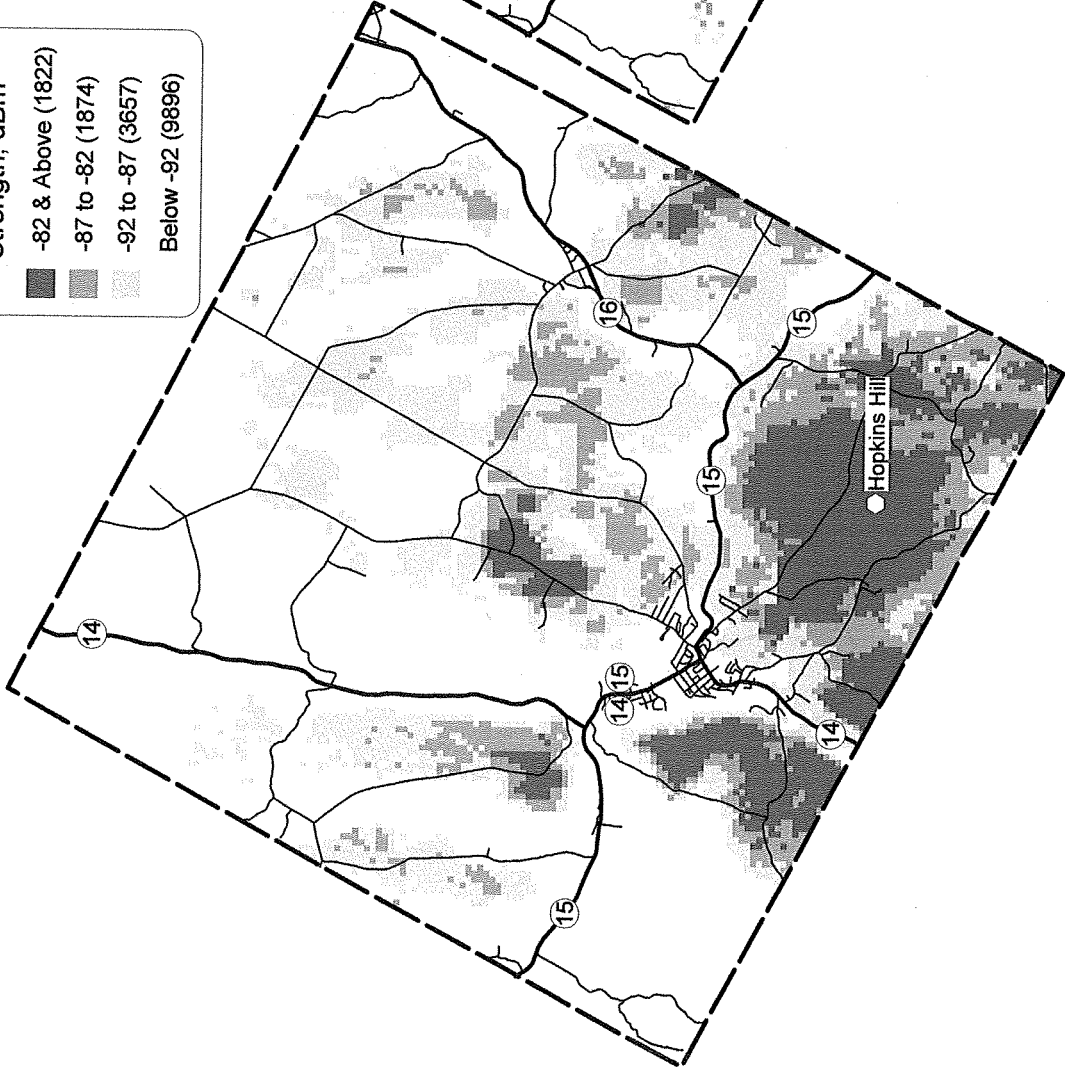 Strength, dBm
-82 & Above (1822)
-87 to -82 (1874)
-92 to -87 (3657)
Below -92 (9896)
14
16
15
15
15
14
14
15
Hopkins Hill